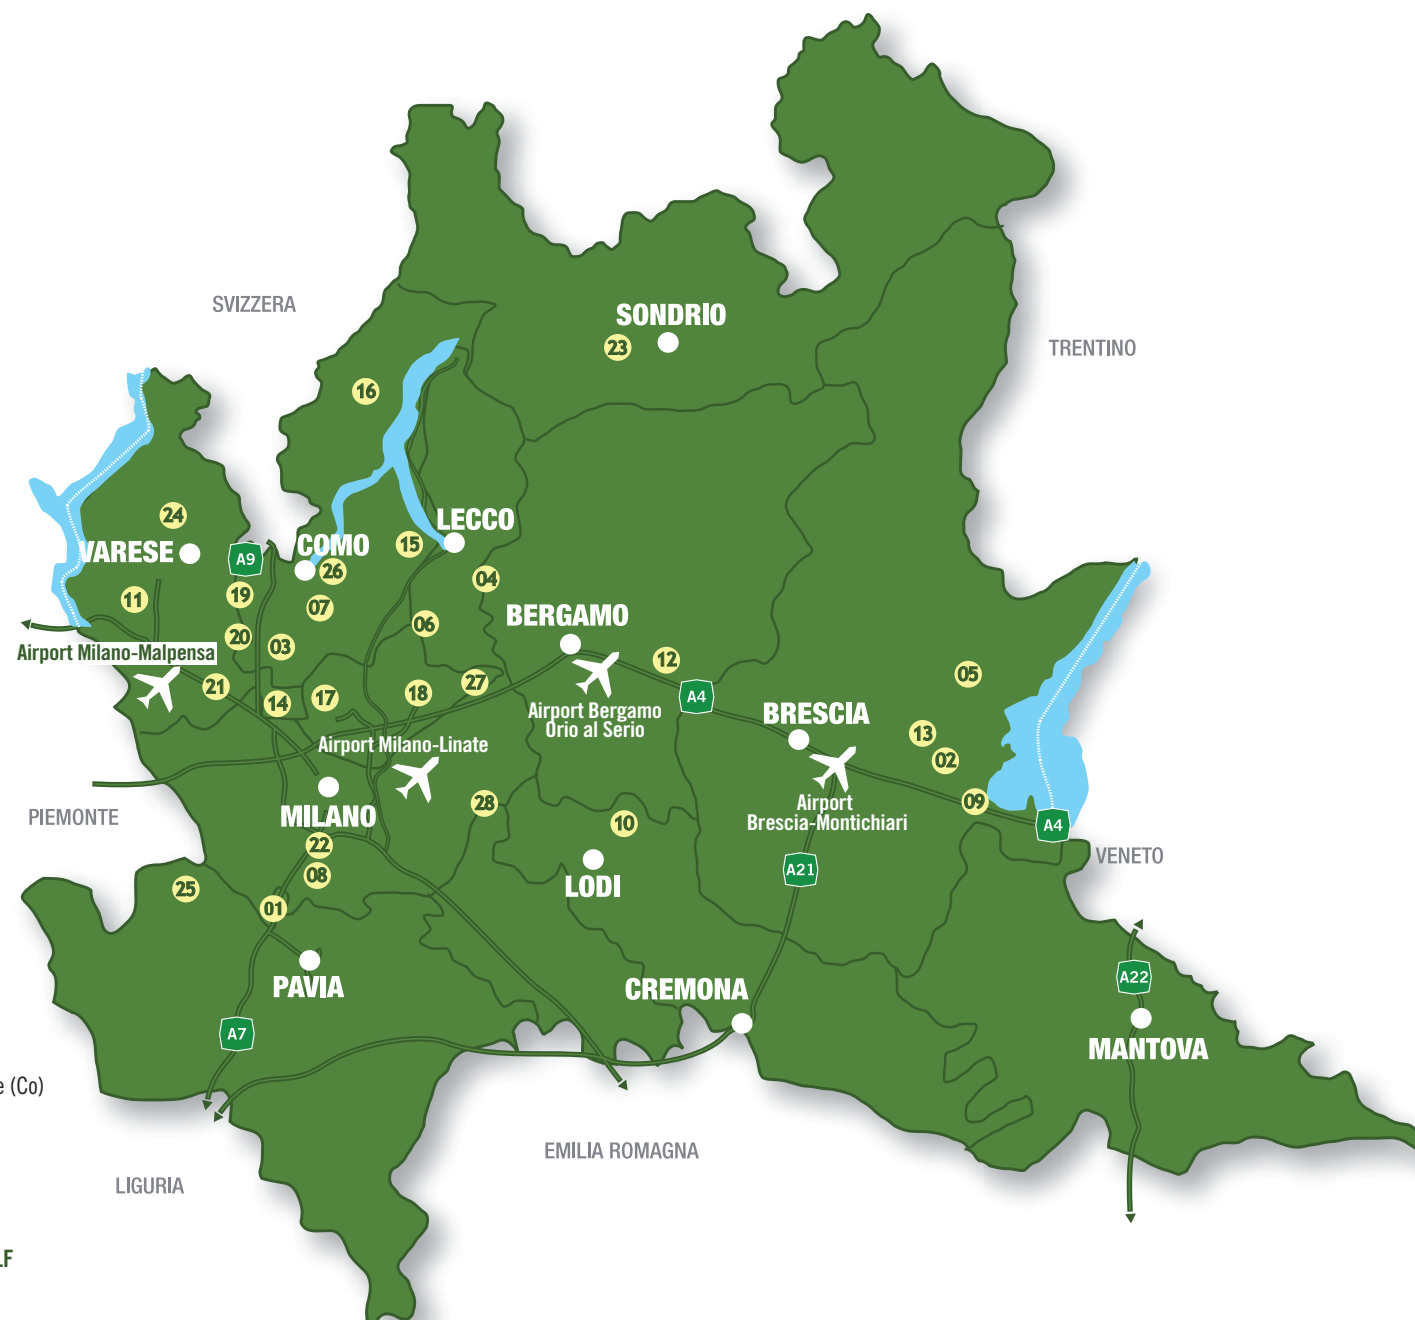 SVIZZERA
SONDRIO
23
TRENTINO
16
24
LECCO
VARESE
A9
COMO
15
26
04
11
19
07
BERGAMO
06
20
03
Airport Milano-Malpensa
12
05
21
27
18
14
17
A4
Airport Bergamo
Orio al Serio
BRESCIA
13
Airport Milano-Linate
02
MILANO
28
09
Airport
Brescia-Montichiari
PIEMONTE
10
A4
22
VENETO
08
A21
LODI
25
01
PAVIA
CREMONA
A22
A7
MANTOVA
e (Co)
EMILIA ROMAGNA
LIGURIA
LF